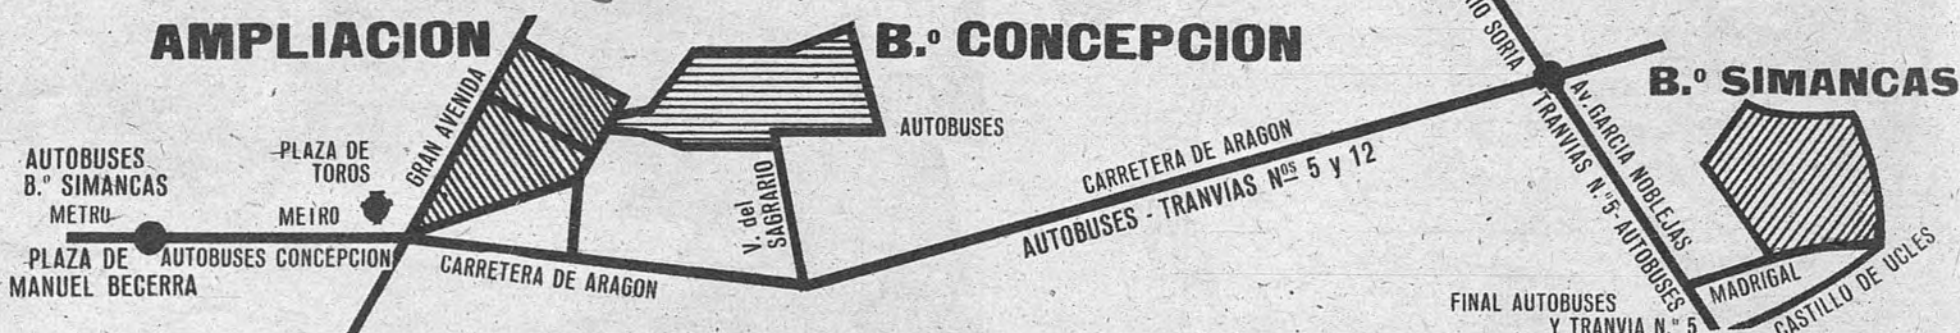 AMPLIACION
B.º CONCEPCION
B.º SIMANCAS
GRAN AVENIDA
AUTOBUSES
B.º SIMANCAS
METRO
PLAZA DE
TOROS
METRO
PLAZA DE
MANUEL BECERRA
AUTOBUSES CONCEPCION
CARRETERA DE ARAGON
V. del
SAGRARIO
AUTOBUSES
CARRETERA DE ARAGON
AUTOBUSES - TRANVIAS Nos 5 y 12
SORIA
Av. GARCIA NOBLEJAS
TRANVIAS N.º 5-AUTOBUSES
MADRIGAL
CASTILLO DE UCLES
FINAL AUTOBUSES
Y TRANVIA N.º 5